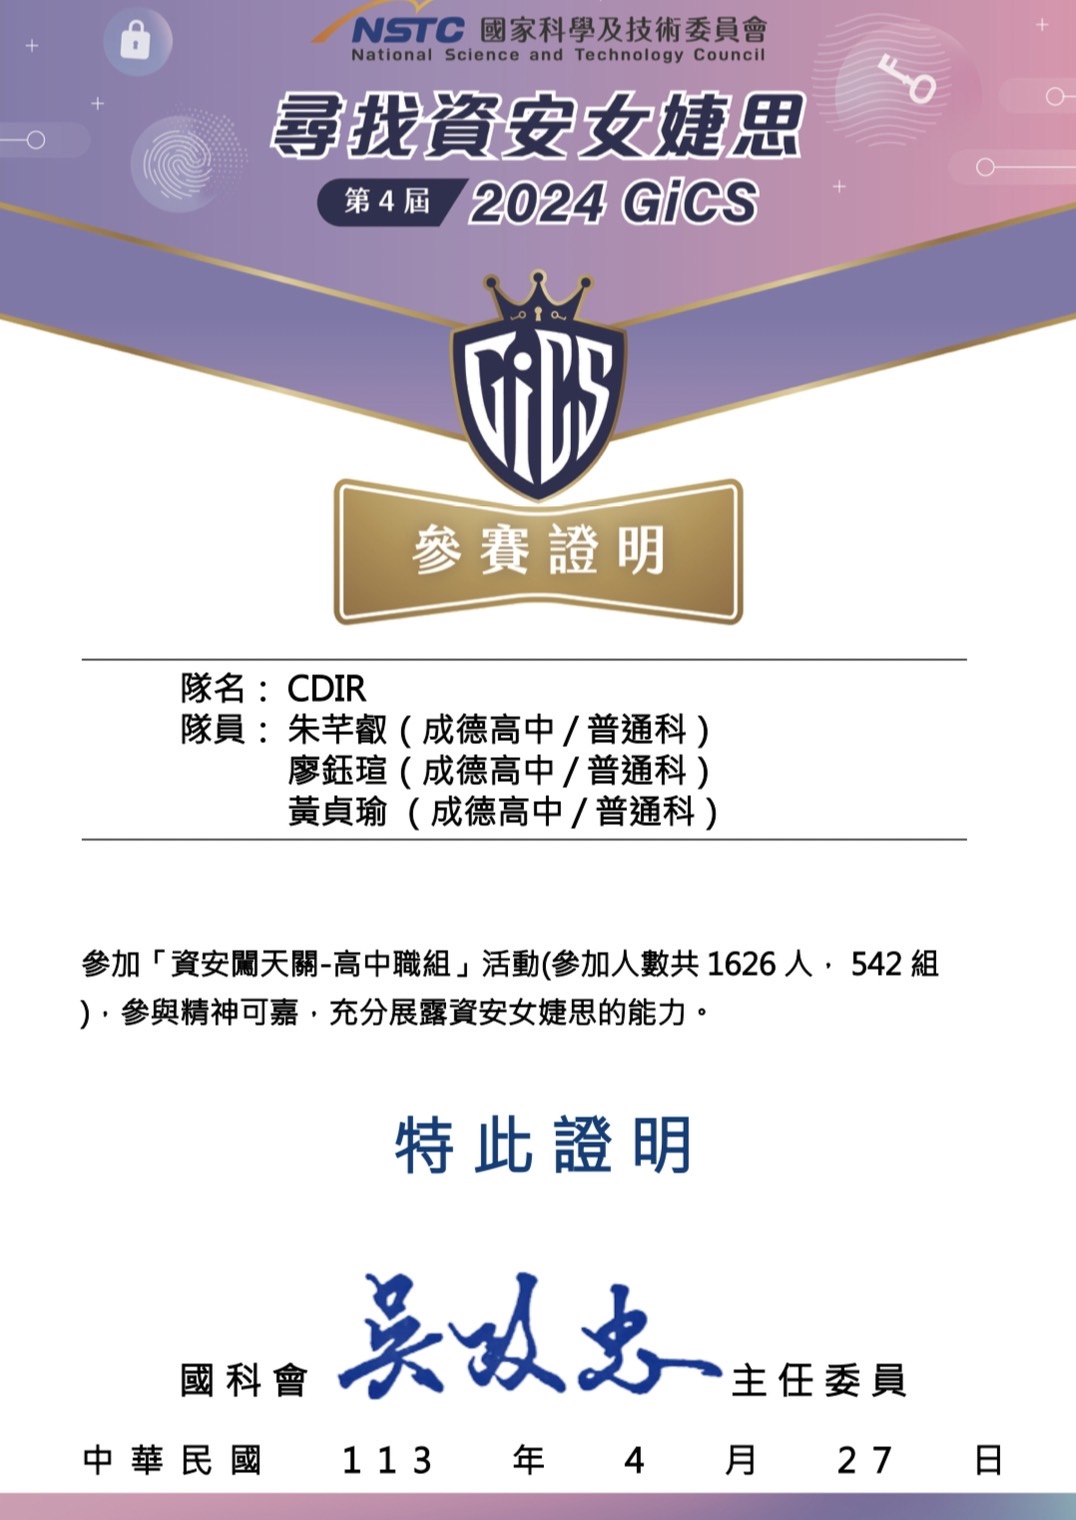 NSTC 國家科學及技術委員會
National Science and Technology Council
尋找資安女婕思
第4屆 2024 GiCS
GiCS
參賽證明
隊名：CDIR
隊員：朱芊叡（成德高中/普通科）
廖鈺瑄（成德高中/普通科）
黃貞瑜（成德高中/普通科）
參加「資安闖天關-高中職組」活動(參加人數共 1626 人， 542 組
)，參與精神可嘉，充分展露資安女婕思的能力。
特此證明
國科會 吳政忠 主任委員
中華民國 113 年 4 月 27 日